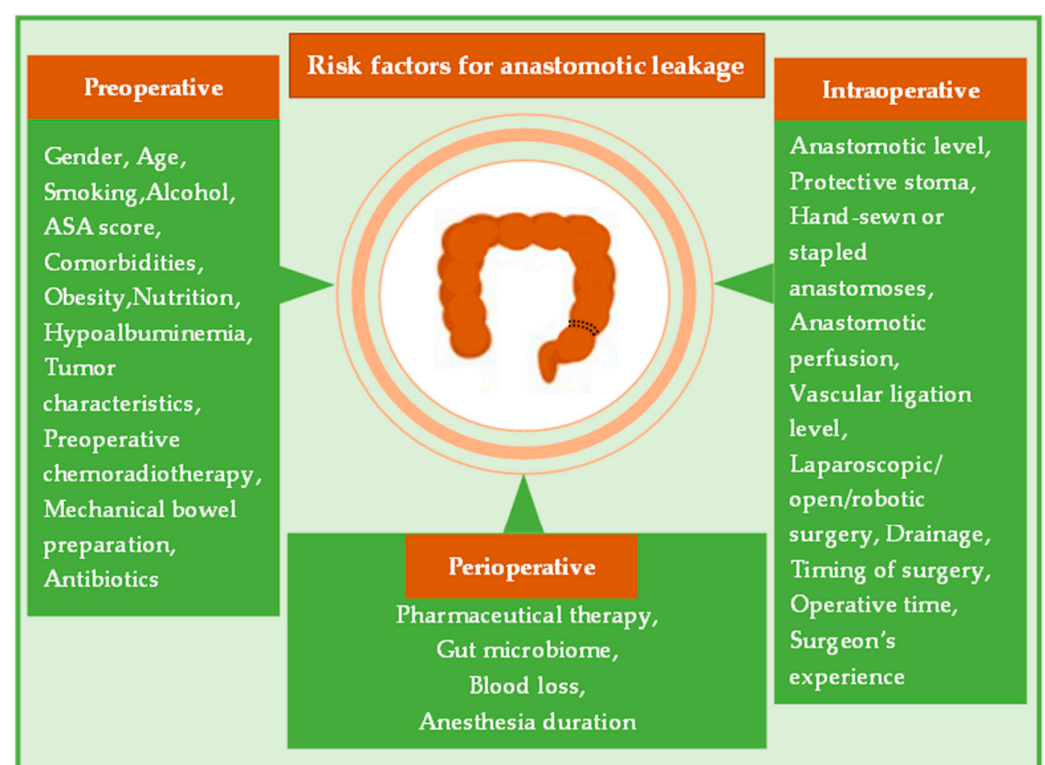 Risk factors for anastomotic leakage
Preoperative
Gender, Age,
Smoking,Alcohol,
ASA score,
Comorbidities,
Obesity,Nutrition,
Hypoalbuminemia,
Tumor
characteristics,
Preoperative
chemoradiotherapy,
Mechanical bowel
preparation,
Antibiotics
Intraoperative
Anastomotic level,
Protective stoma,
Hand-sewn or
stapled
anastomoses,
Anastomotic
perfusion,
Vascular ligation
level,
Laparoscopic/
open/robotic
surgery, Drainage,
Timing of surgery,
Operative time,
Surgeon’s
experience
Perioperative
Pharmaceutical therapy,
Gut microbiome,
Blood loss,
Anesthesia duration